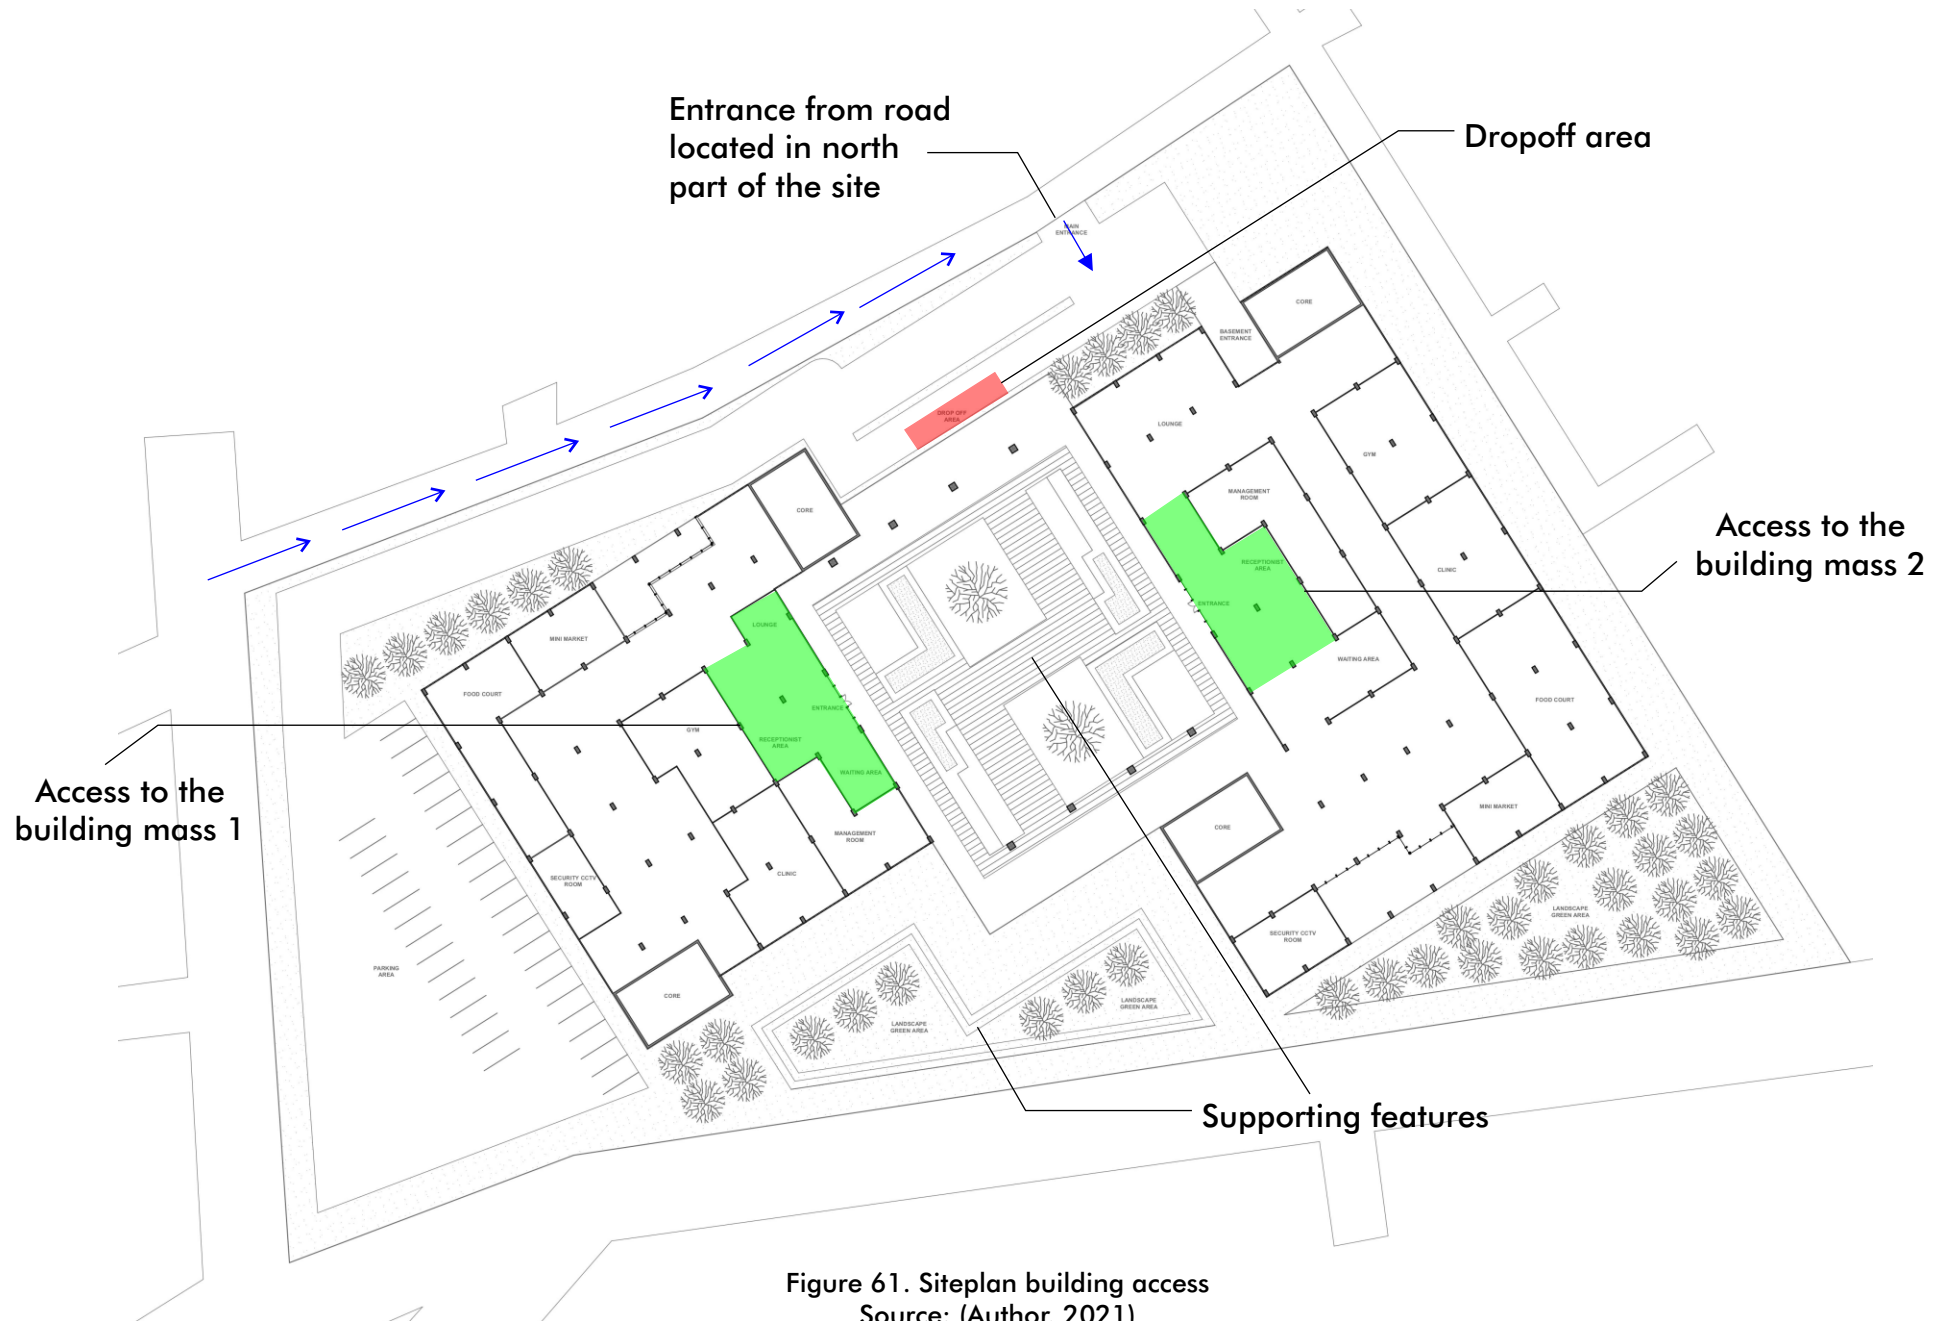 Entrance from road
located in north
part of the site
Dropoff area
MAIN
ENTRANCE
CORE
BASEMENT
ENTRANCE
DROP OFF
AREA
LOUNGE
GYM
MANAGEMENT
ROOM
CORE
Access to the
building mass 2
RECEPTIONIST
AREA
CLINIC
ENTRANCE
LOUNGE
MINI MARKET
WAITING AREA
FOOD COURT
FOOD COURT
ENTRANCE
GYM
RECEPTIONIST
AREA
WAITING AREA
Access to the
building mass 1
MINI MARKET
CORE
MANAGEMENT
ROOM
CLINIC
SECURITY CCTV
ROOM
LANDSCAPE
GREEN AREA
SECURITY CCTV
ROOM
PARKING
AREA
CORE
LANDSCAPE
GREEN AREA
LANDSCAPE
GREEN AREA
Supporting features
Figure 61. Siteplan building access
Source: (Author, 2021)